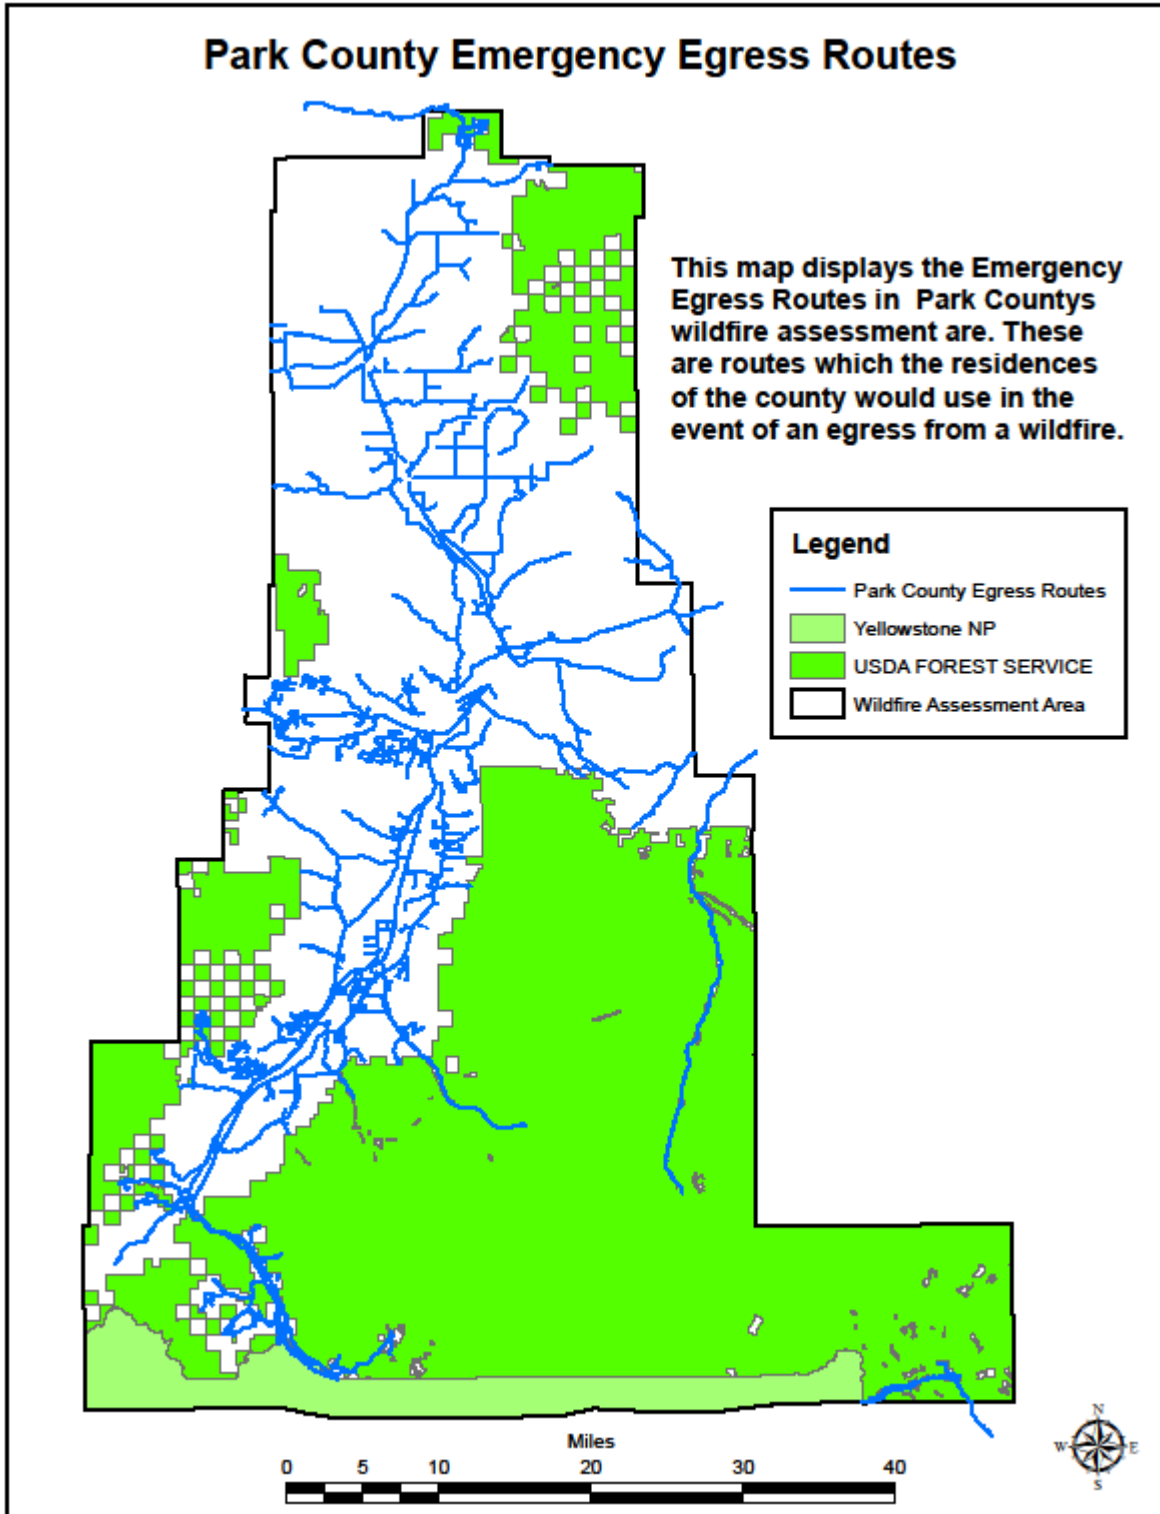 Park County Emergency Egress Routes
This map displays the Emergency
Egress Routes in Park Countys
wildfire assessment are. These
are routes which the residences
of the county would use in the
event of an egress from a wildfire.
Legend
Park County Egress Routes
Yellowstone NP
USDA FOREST SERVICE
Wildfire Assessment Area
Miles
0 5 10 20 30 40
N
W E
S